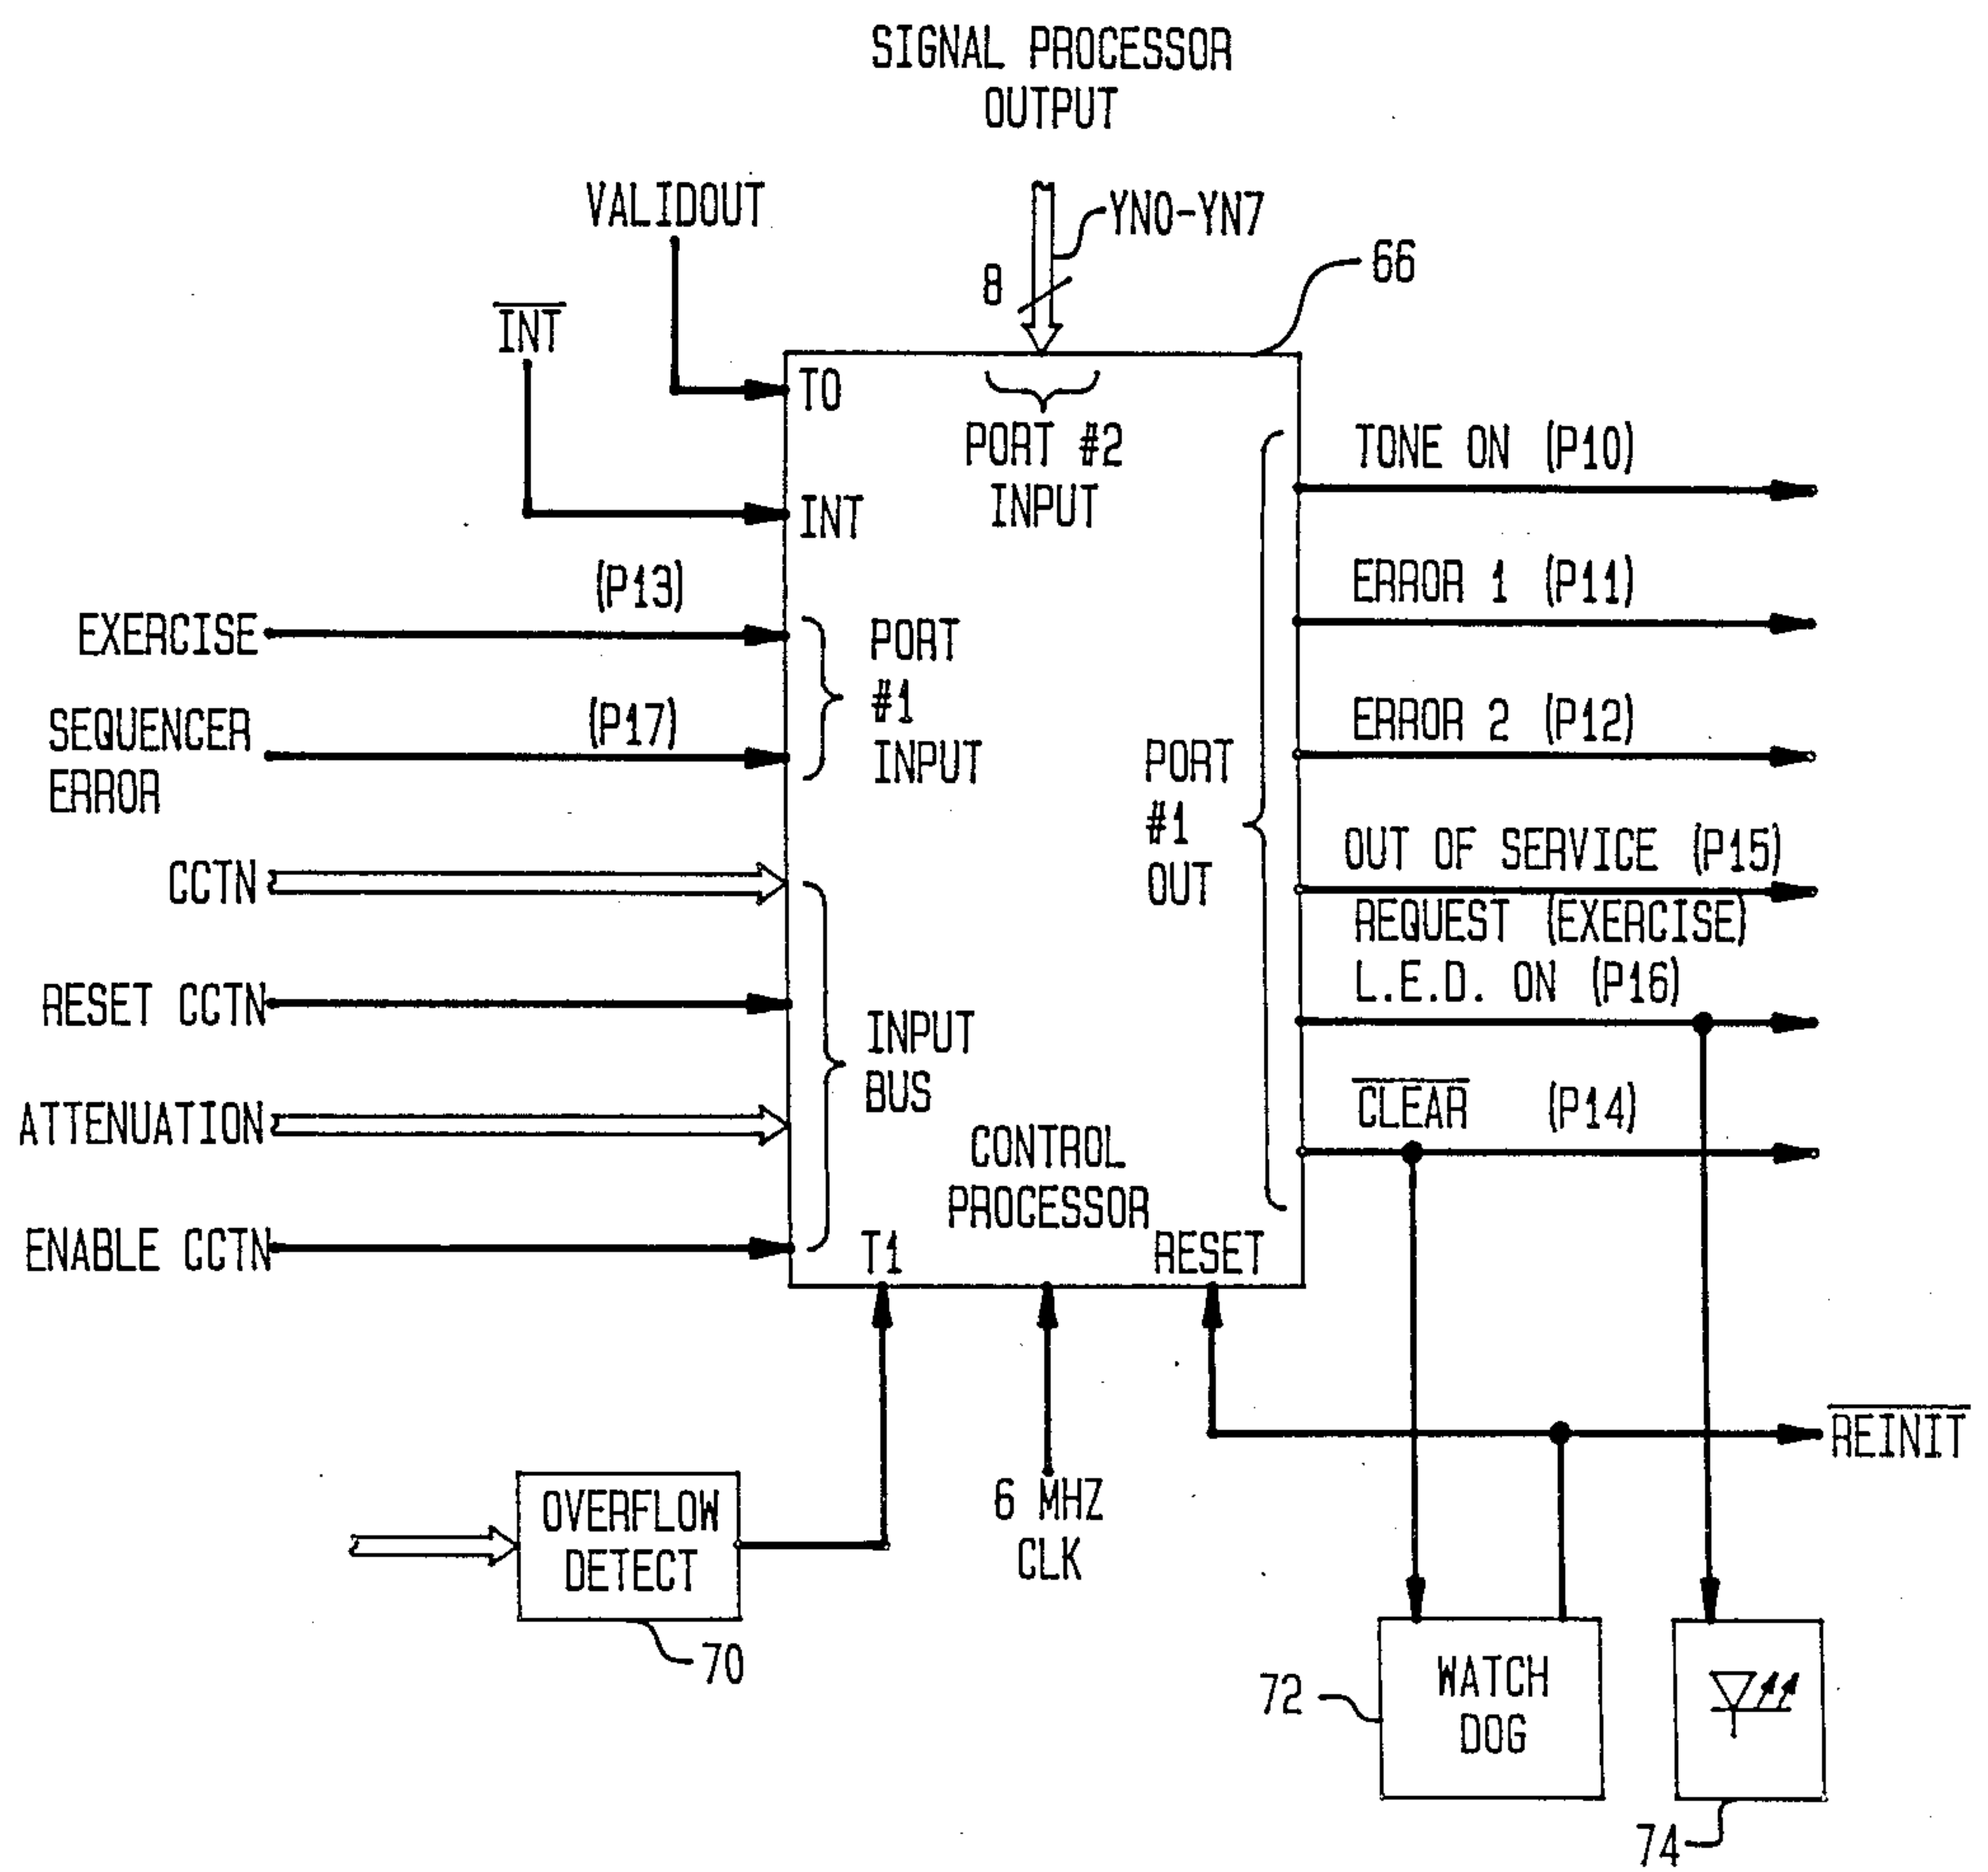 SIGNAL PROCESSOR
OUTPUT
VALIDOUT
YN0-YN7
8
66
INT
T0
PORT #2
INPUT
INT
TONE ON (P10)
(P13)
EXERCISE
PORT
#1
INPUT
ERROR 1 (P11)
SEQUENCER
ERROR
(P17)
ERROR 2 (P12)
PORT
#1
OUT
CCTN
OUT OF SERVICE (P15)
REQUEST (EXERCISE)
L.E.D. ON (P16)
RESET CCTN
INPUT
BUS
CLEAR (P14)
ATTENUATION
CONTROL
PROCESSOR
ENABLE CCTN
T1
RESET
REINIT
6 MHZ
CLK
OVERFLOW
DETECT
70
WATCH
DOG
72
74